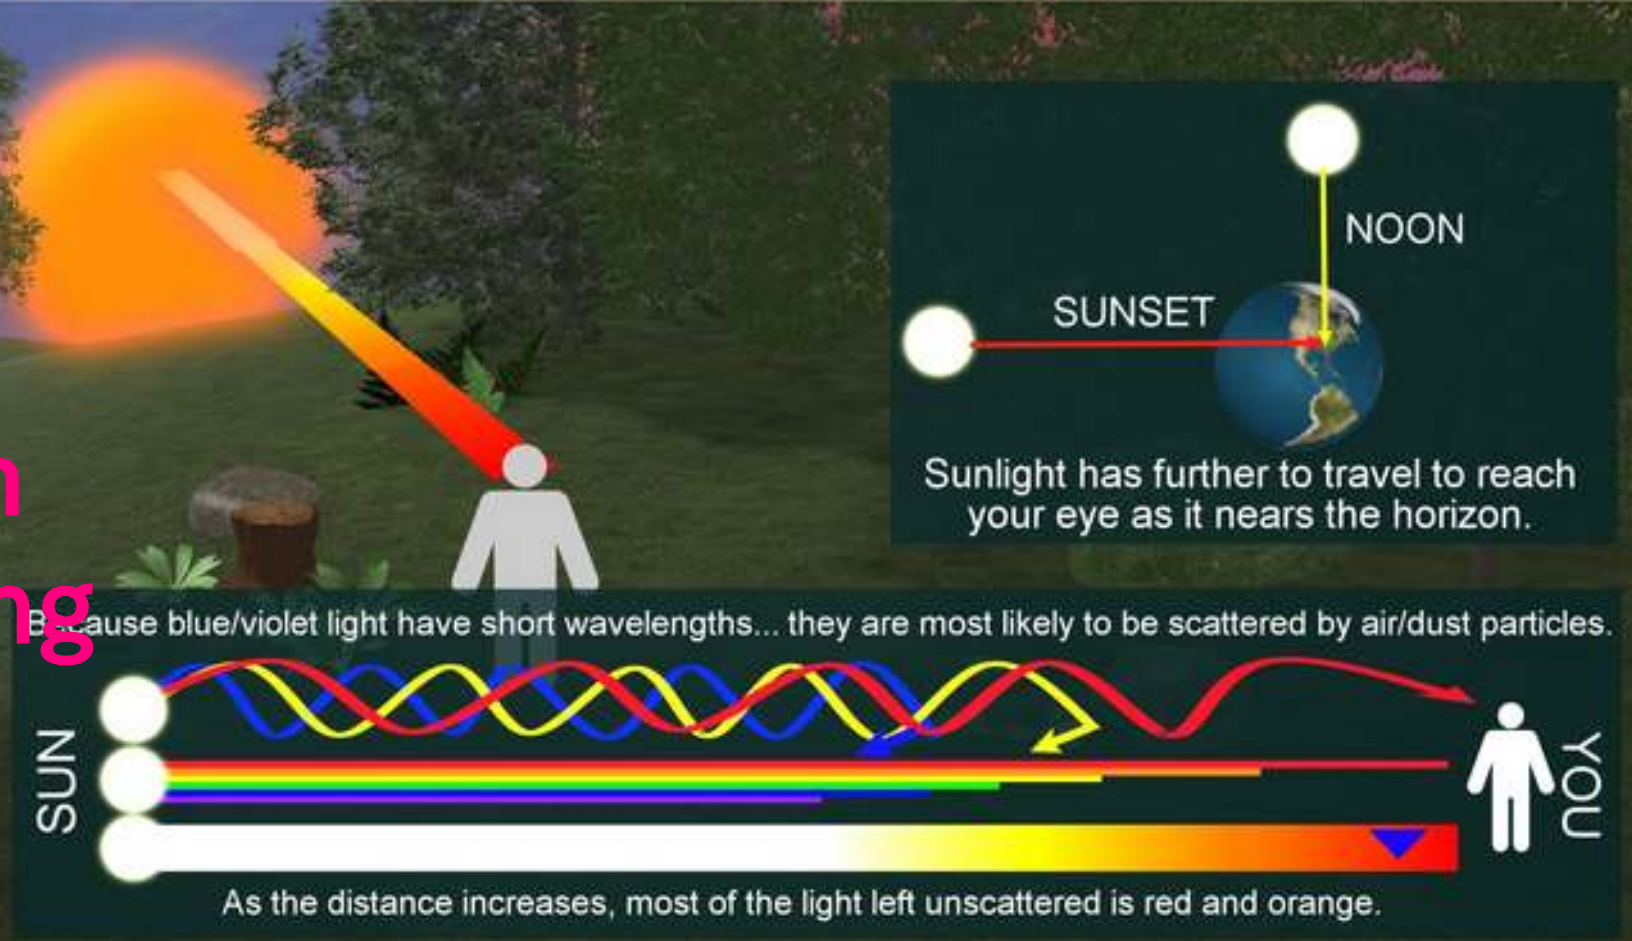 NOON
SUNSET
Sunlight has further to travel to reach
your eye as it nears the horizon.
Because blue/violet light have short wavelengths... they are most likely to be scattered by air/dust particles.
SUN
YOU
As the distance increases, most of the light left unscattered is red and orange.